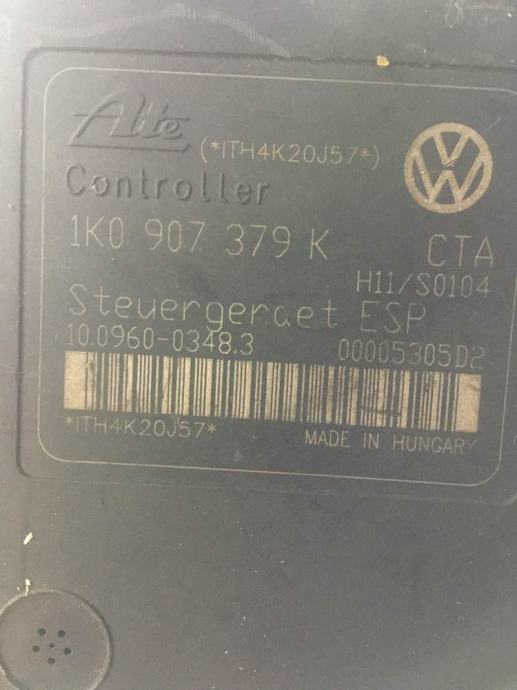 Ate
(*ITH4K20J57*)
Controller
1K0 907 379 K
CTA
H11/S0104
Steuergeraet ESP
10.0960-0348.3
00005305D2
*ITH4K20J57*
MADE IN HUNGARY